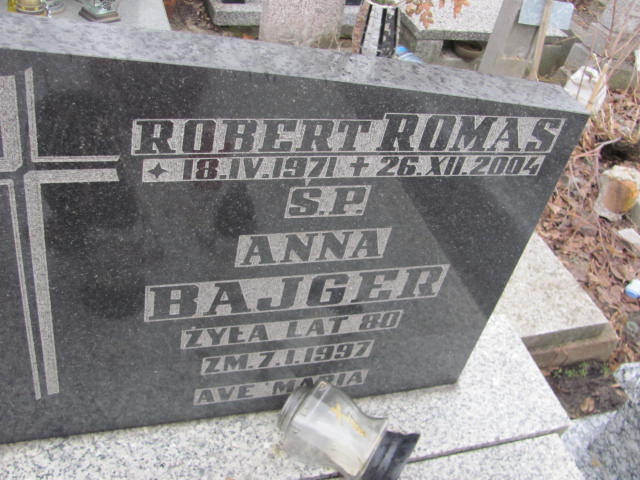 ROBERT ROMAS
18.IV.1971 + 26.XII.2004
S.P.
ANNA
BAJGER
ŻYŁA LAT 80
ZM.7.I.1997
AVE MARIA